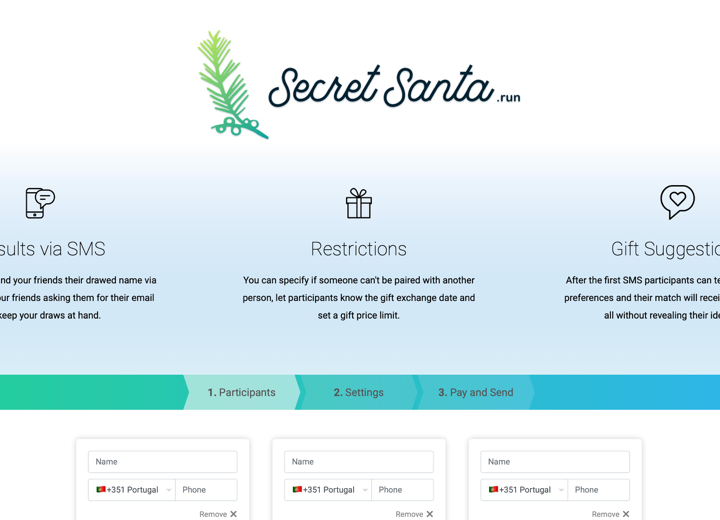 Secret Santa.run
sults via SMS
Restrictions
Gift Suggestio
nd your friends their drawed name via
ur friends asking them for their email
keep your draws at hand.
You can specify if someone can't be paired with another
person, let participants know the gift exchange date and
set a gift price limit.
After the first SMS participants can te
preferences and their match will recei
all without revealing their ide
1. Participants
2. Settings
3. Pay and Send
Name
Name
Name
+351 Portugal
Phone
+351 Portugal
Phone
+351 Portugal
Phone
Remove X
Remove X
Remove X